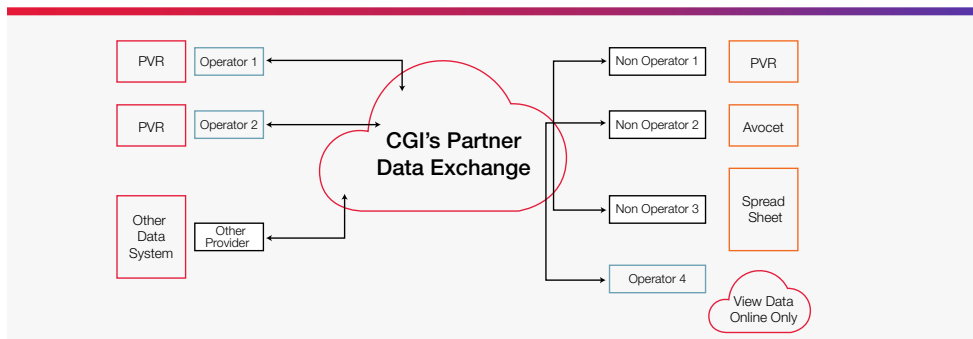 PVR
Operator 1
PVR
Operator 2
Other
Data
System
Other
Provider
CGI's Partner
Data Exchange
Non Operator 1
PVR
Non Operator 2
Avocet
Non Operator 3
Spread
Sheet
Operator 4
View Data
Online Only